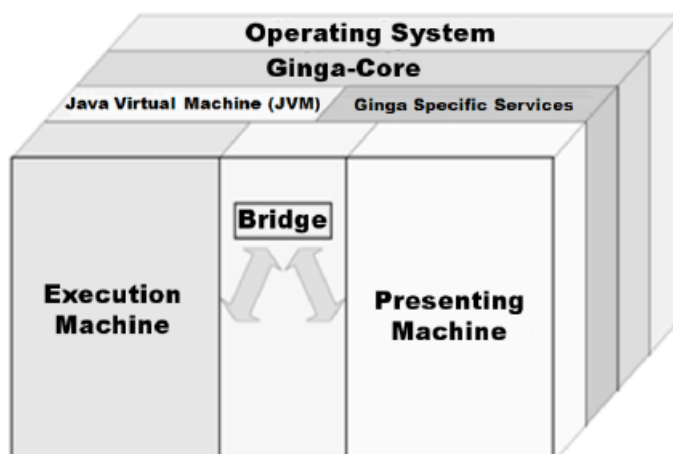 Operating System
Ginga-Core
Java Virtual Machine (JVM)
Ginga Specific Services
Bridge
Execution
Machine
Presenting
Machine